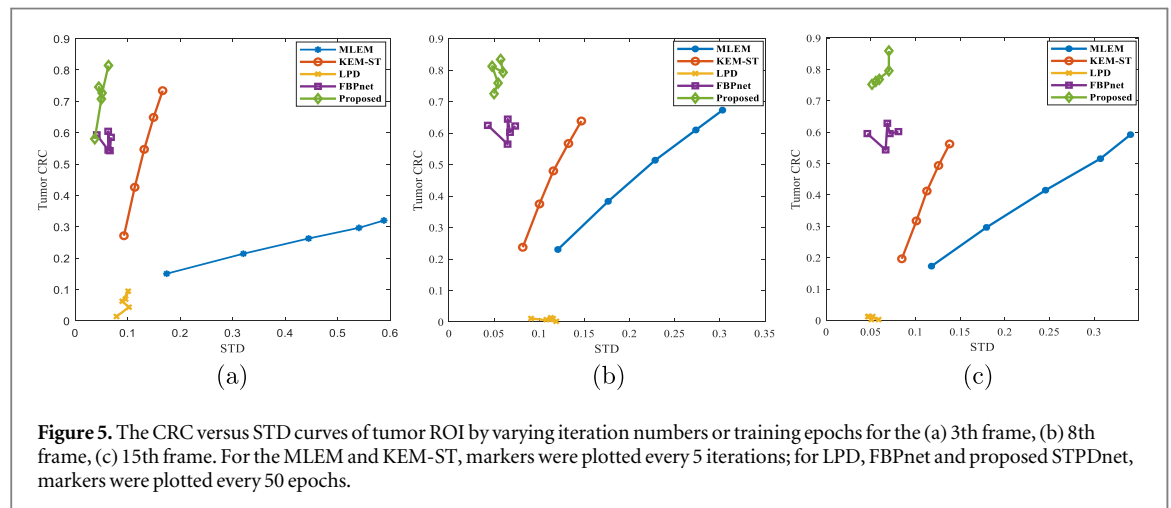 0.9
0.8
0.7
0.6
0.5
0.4
0.3
0.2
0.1
0
Tumor CRC
0 0.1 0.2 0.3 0.4 0.5 0.6
STD
MLEM
KEM-ST
LPD
FBPnet
Proposed
(a)
0.9
0.8
0.7
0.6
0.5
0.4
0.3
0.2
0.1
0
Tumor CRC
0 0.05 0.1 0.15 0.2 0.25 0.3 0.35
STD
MLEM
KEM-ST
LPD
FBPnet
Proposed
(b)
0.9
0.8
0.7
0.6
0.5
0.4
0.3
0.2
0.1
0
Tumor CRC
0 0.05 0.1 0.15 0.2 0.25 0.3
STD
MLEM
KEM-ST
LPD
FBPnet
Proposed
(c)
Figure 5. The CRC versus STD curves of tumor ROI by varying iteration numbers or training epochs for the (a) 3th frame, (b) 8th
frame, (c) 15th frame. For the MLEM and KEM-ST, markers were plotted every 5 iterations; for LPD, FBPnet and proposed STPDnet,
markers were plotted every 50 epochs.